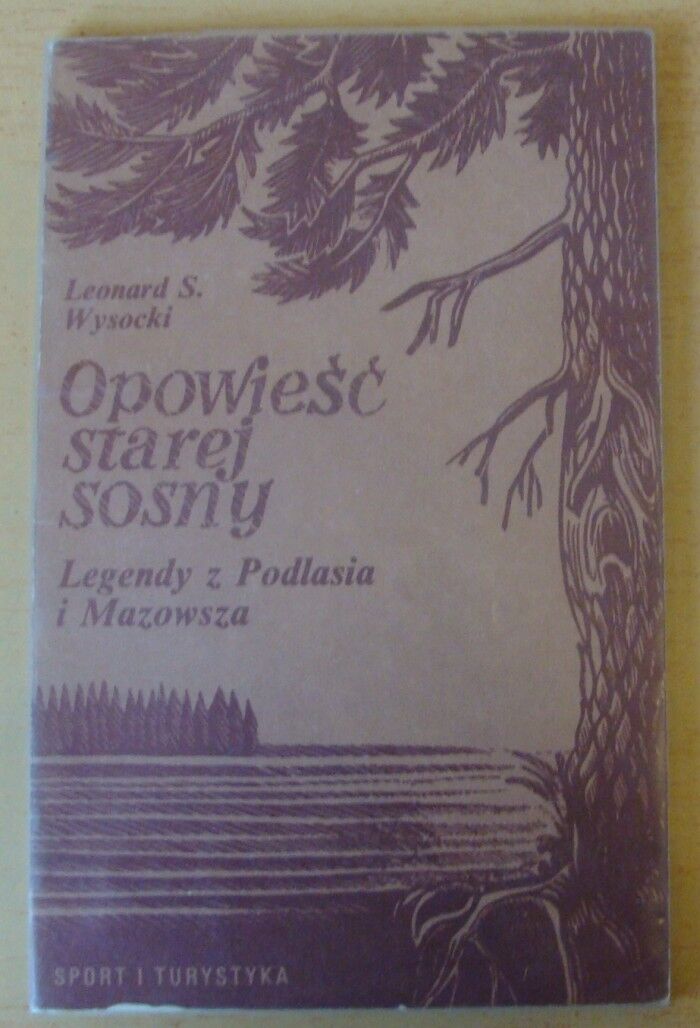 Leonard S.
Wysocki
Opowieść
starej
sosny
Legendy z Podlasia
i Mazowsza
SPORT I TURYSTYKA